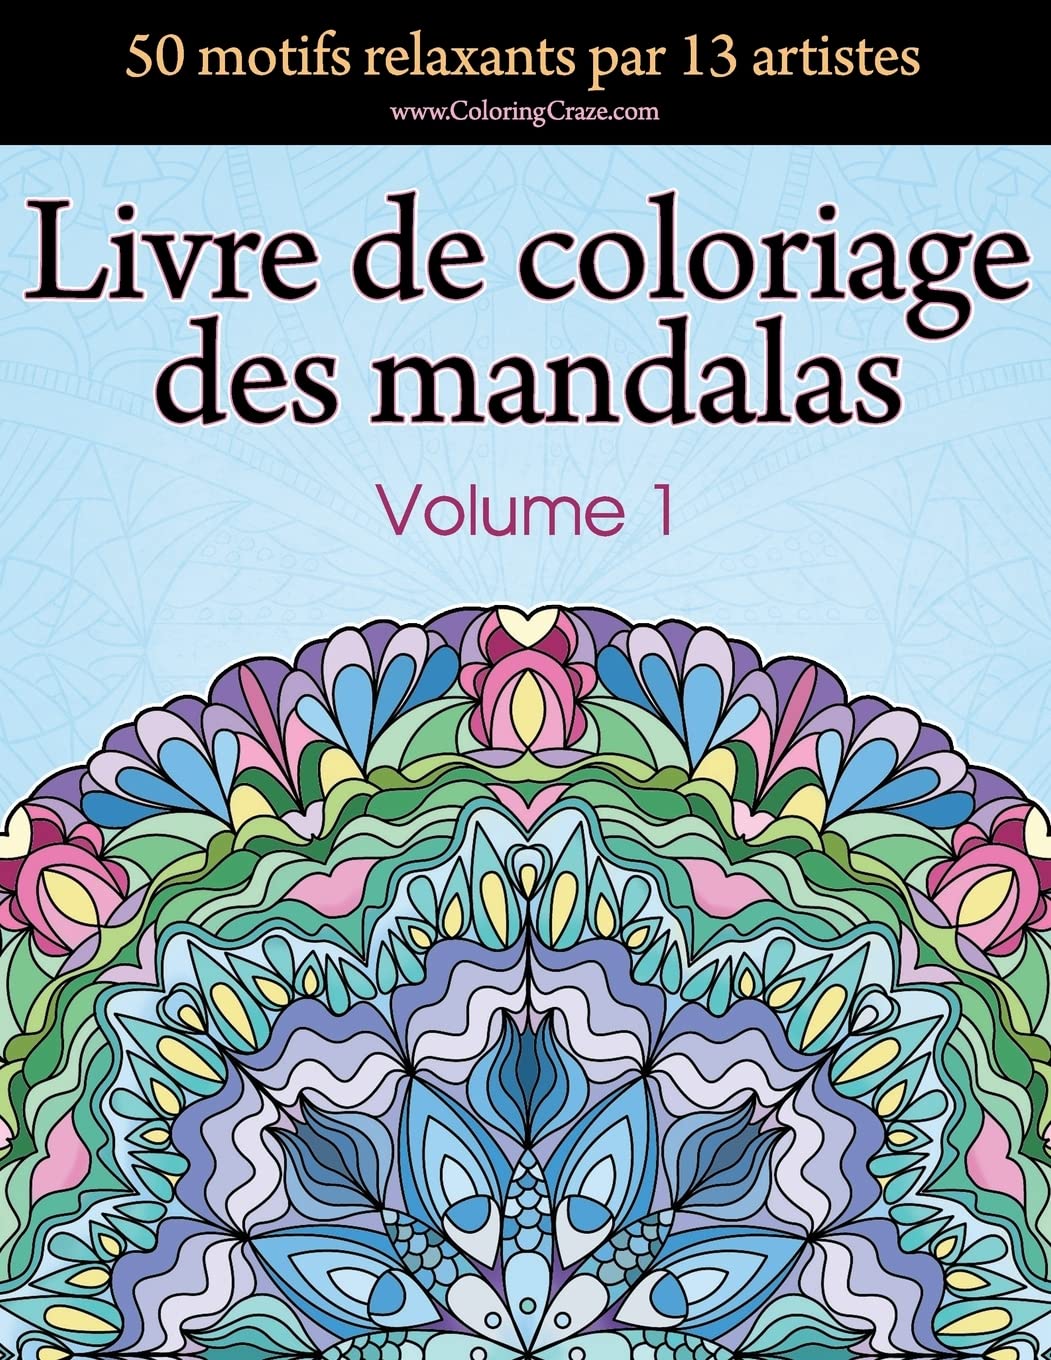 50 motifs relaxants par 13 artistes
www.ColoringCraze.com
Livre de coloriage
des mandalas
Volume 1